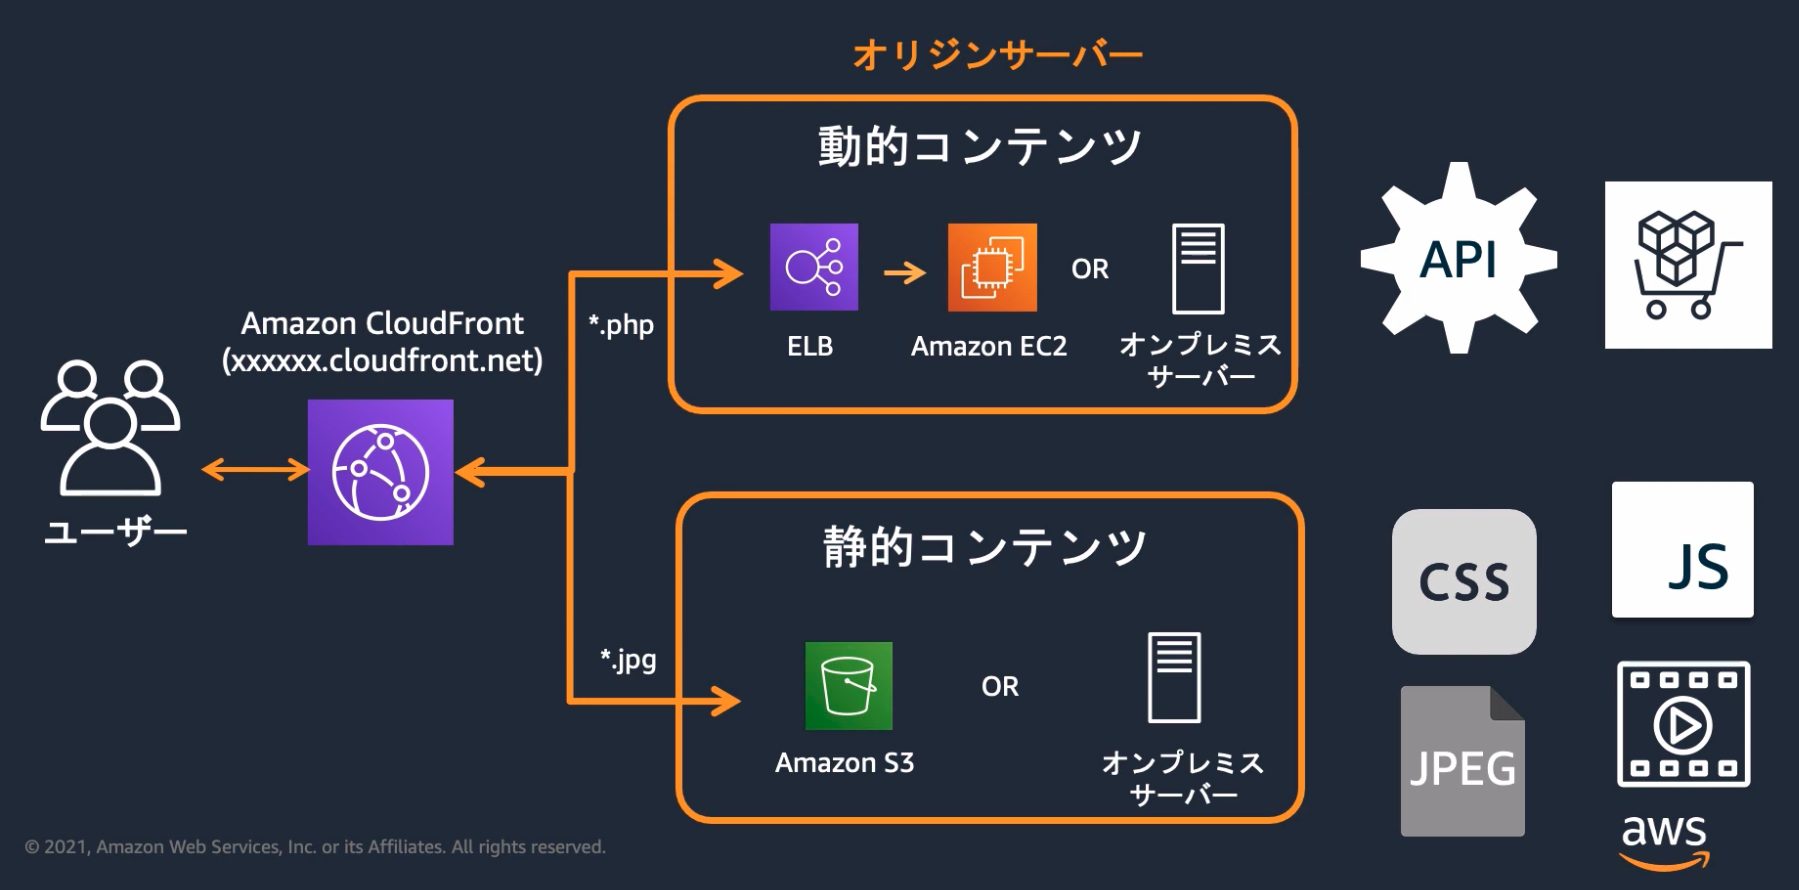 オリジンサーバー
動的コンテンツ
ELB
Amazon EC2
OR
オンプレミス
サーバー
API
*.php
Amazon CloudFront
(xxxxxx.cloudfront.net)
ユーザー
静的コンテンツ
*.jpg
Amazon S3
OR
オンプレミス
サーバー
CSS
JS
JPEG
aws
© 2021, Amazon Web Services, Inc. or its Affiliates. All rights reserved.